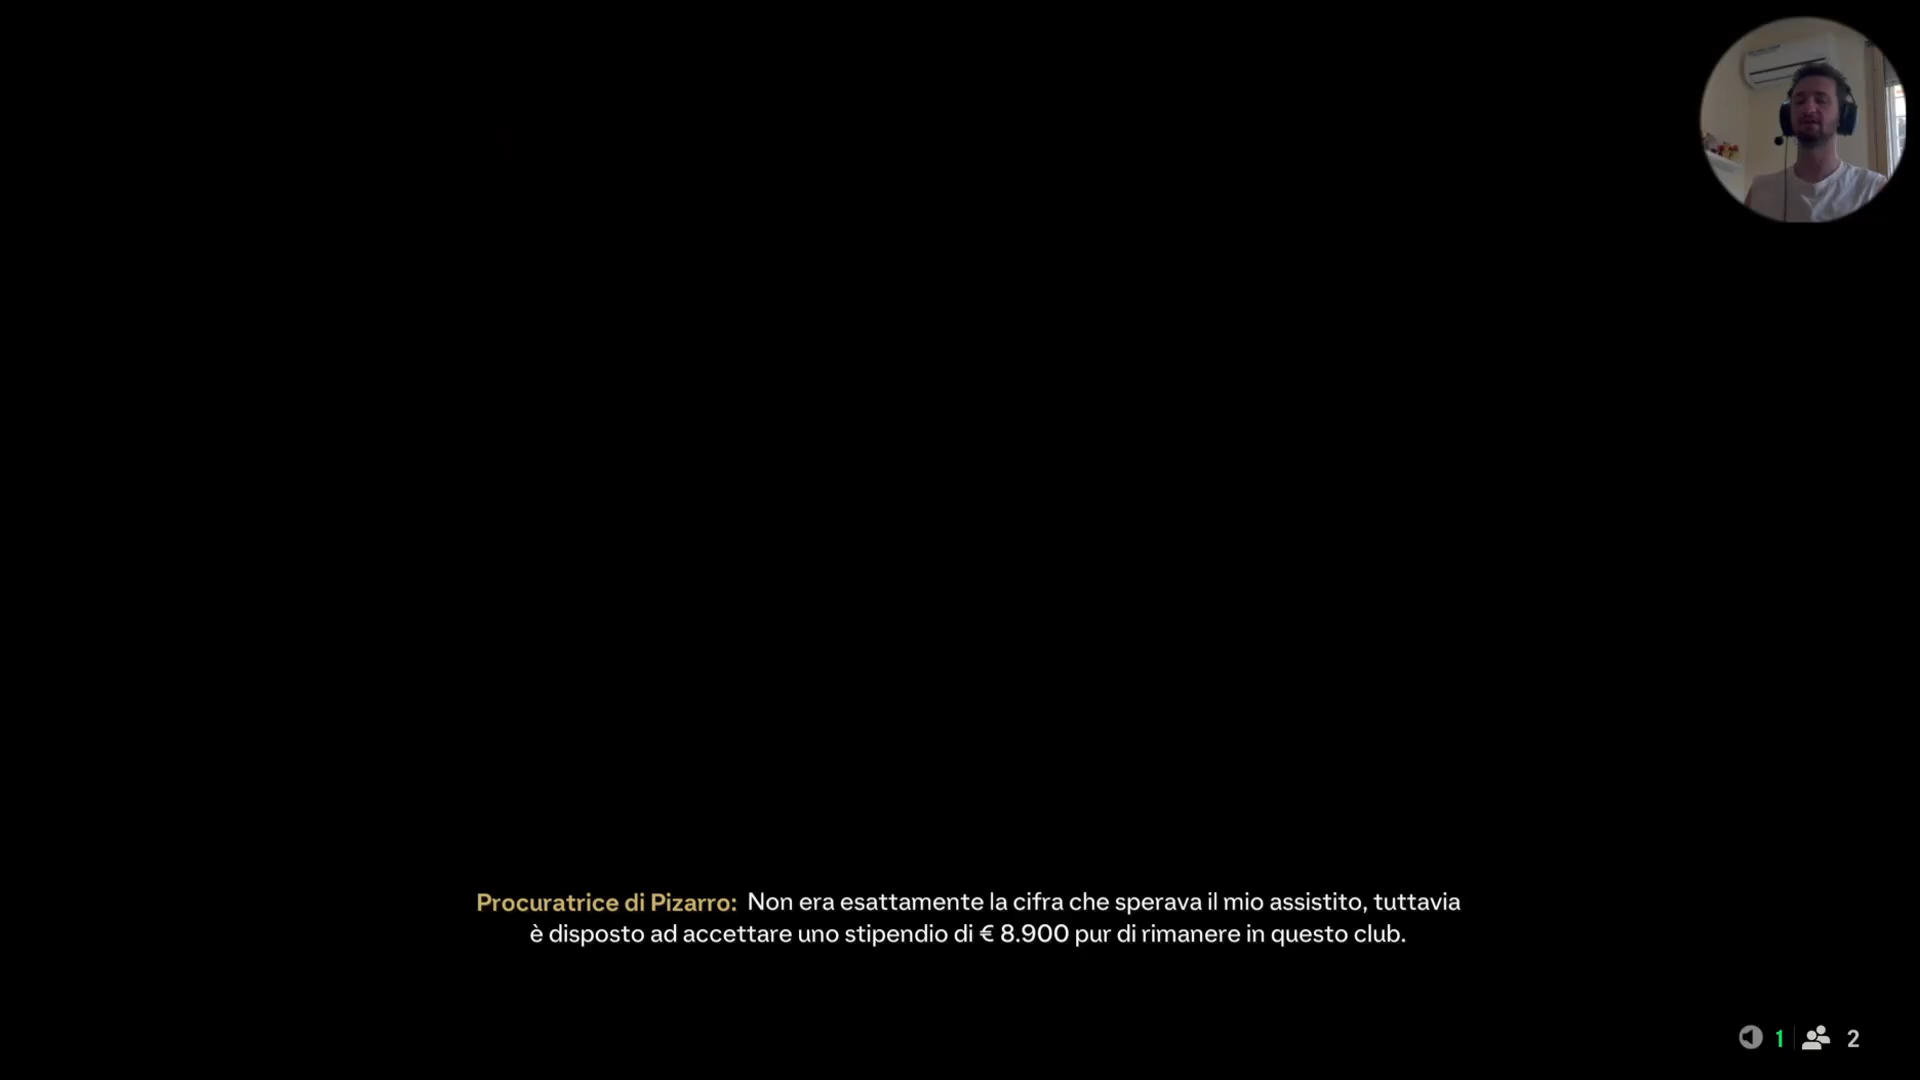 Procuratrice di Pizarro: Non era esattamente la cifra che sperava il mio assistito, tuttavia
è disposto ad accettare uno stipendio di € 8.900 pur di rimanere in questo club.
1 2